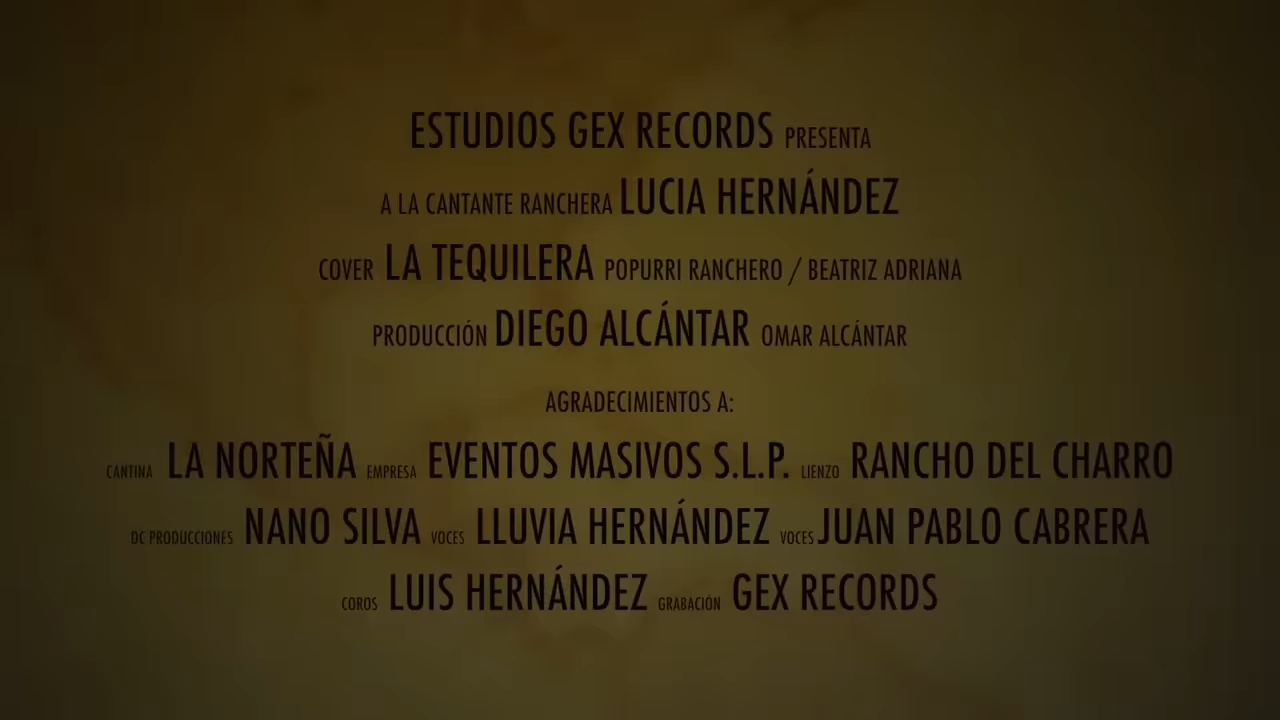 ESTUDIOS GEX RECORDS PRESENTA
A LA CANTANTE RANCHERA LUCIA HERNÁNDEZ
COVER LA TEQUILERA POPURRI RANCHERO / BEATRIZ ADRIANA
PRODUCCIÓN DIEGO ALCÁNTAR OMAR ALCÁNTAR
AGRADECIMIENTOS A:
CANTINA LA NORTEÑA EMPRESA EVENTOS MASIVOS S.L.P. LIENZO RANCHO DEL CHARRO
DC PRODUCCIONES NANO SILVA VOCES LLUVIA HERNÁNDEZ VOCES JUAN PABLO CABRERA
COROS LUIS HERNÁNDEZ GRABACIÓN GEX RECORDS